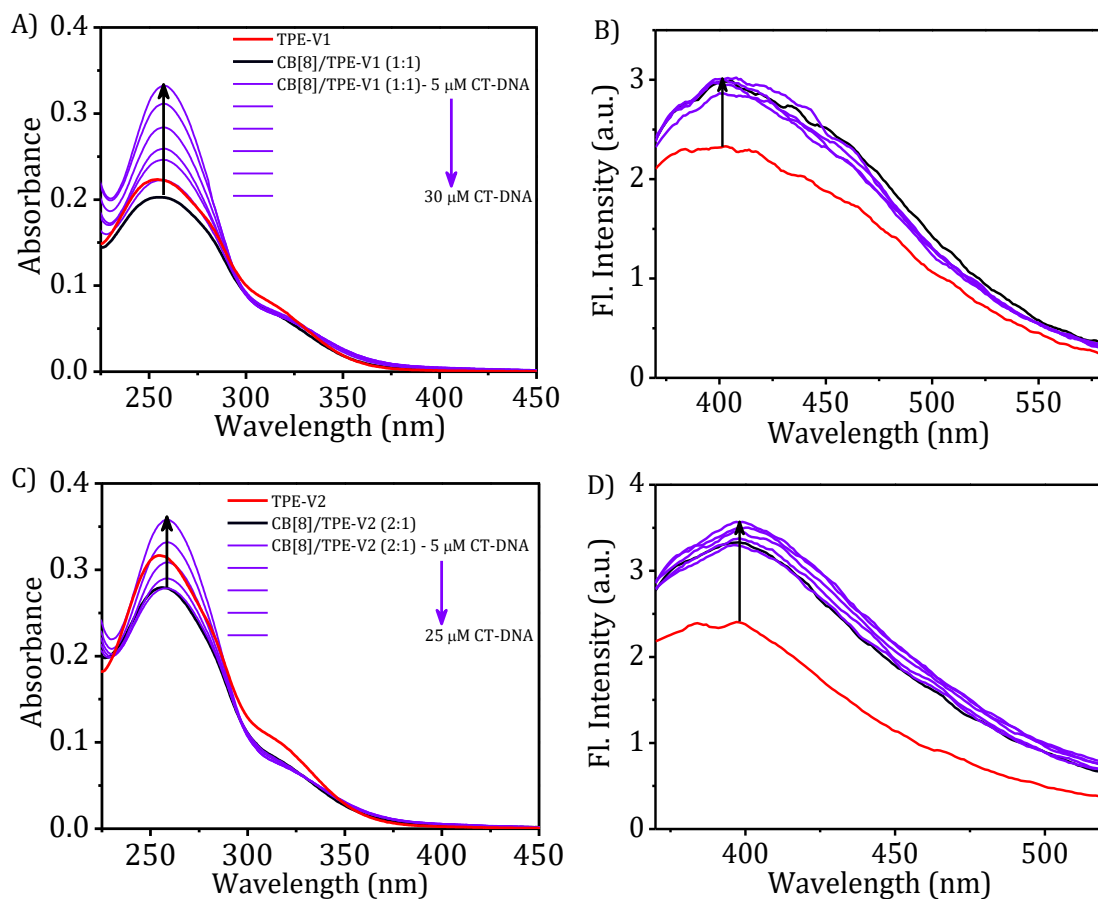 A)
0.4
0.3
0.2
0.1
0.0
Absorbance
250 300 350 400 450
Wavelength (nm)
TPE-V1
CB[8]/TPE-V1 (1:1)
CB[8]/TPE-V1 (1:1)- 5 μM CT-DNA
30 μM CT-DNA
B)
4
3
2
1
0
Fl. Intensity (a.u.)
400 450 500 550
Wavelength (nm)
C)
0.4
0.3
0.2
0.1
0.0
Absorbance
250 300 350 400 450
Wavelength (nm)
TPE-V2
CB[8]/TPE-V2 (2:1)
CB[8]/TPE-V2 (2:1) - 5 μM CT-DNA
25 μM CT-DNA
D)
4
3
2
1
0
Fl. Intensity (a.u.)
400 450 500
Wavelength (nm)